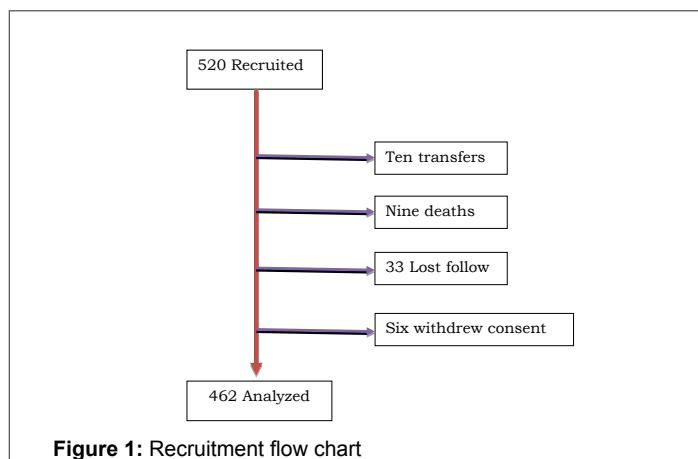 520 Recruited
Ten transfers
Nine deaths
33 Lost follow
Six withdrew consent
462 Analyzed
Figure 1: Recruitment flow chart